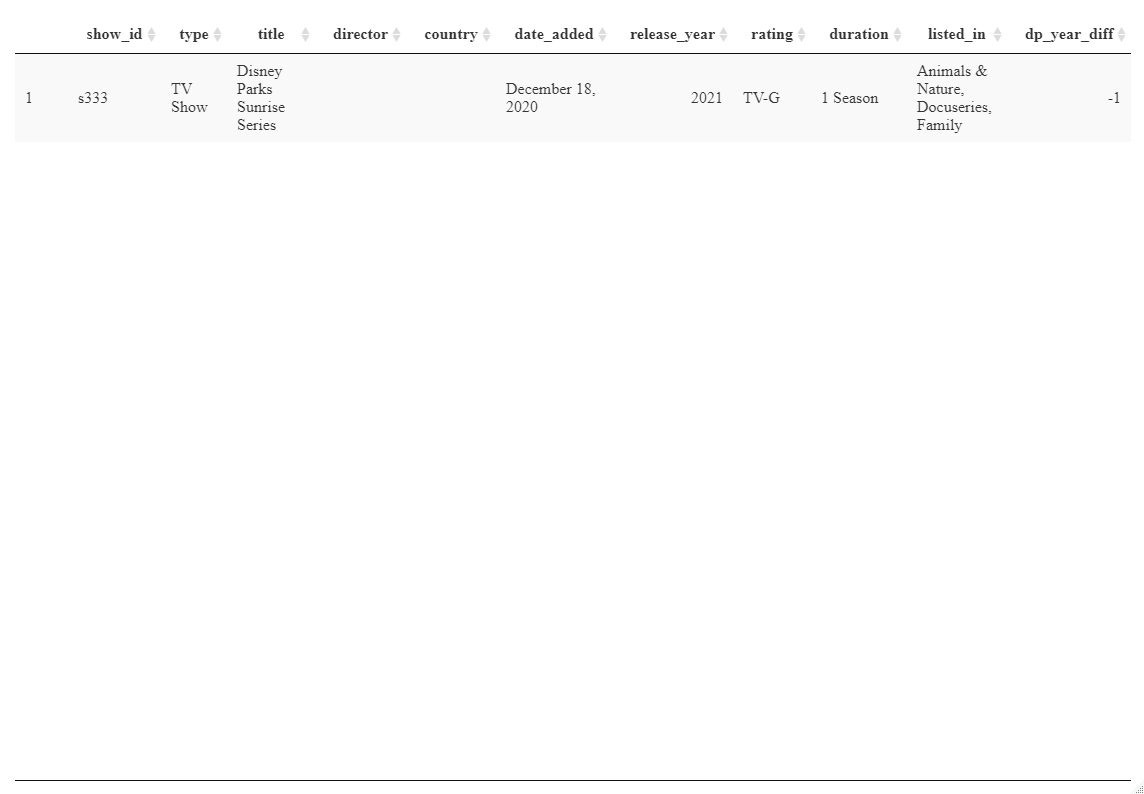 show_id type title director country date_added release_year rating duration listed_in dp_year_diff
1 s333 TV Show Disney Parks Sunrise Series December 18, 2020 2021 TV-G 1 Season Animals & Nature, Docuseries, Family -1